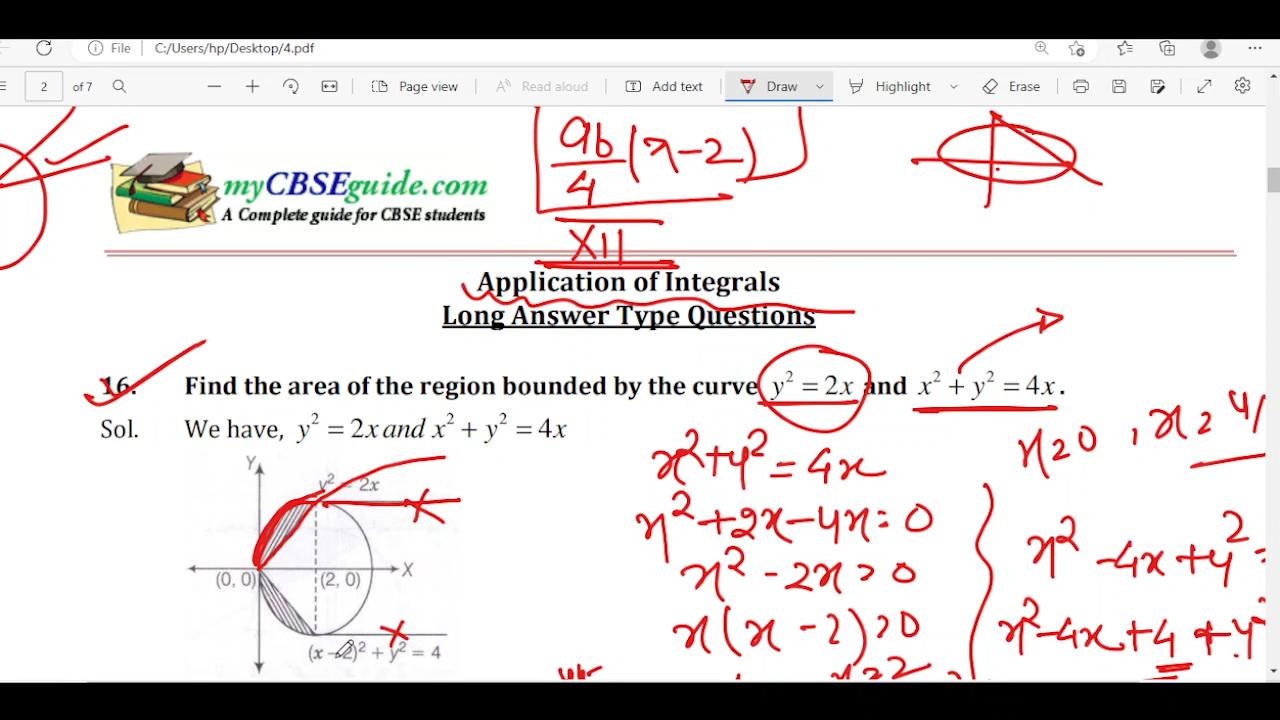 File C:/Users/hp/Desktop/4.pdf
2 of 7 Page view Read aloud Add text Draw Highlight Erase
ab/4 (π-2)
myCBSEguide.com
A Complete guide for CBSE students
XII
Application of Integrals
Long Answer Type Questions
16. Find the area of the region bounded by the curve y² = 2x and x² + y² = 4x.
Sol. We have, y² = 2x and x² + y² = 4x
x²+y² = 4x
x=0, x=4/
x²+2x-4x=0
x²-2x=0
x(x-2)=0
x=2
x²-4x+y²=
x²-4x+4+y²
Y
y² = 2x
X
(0, 0)
(2, 0)
(x-2)² + y² = 4